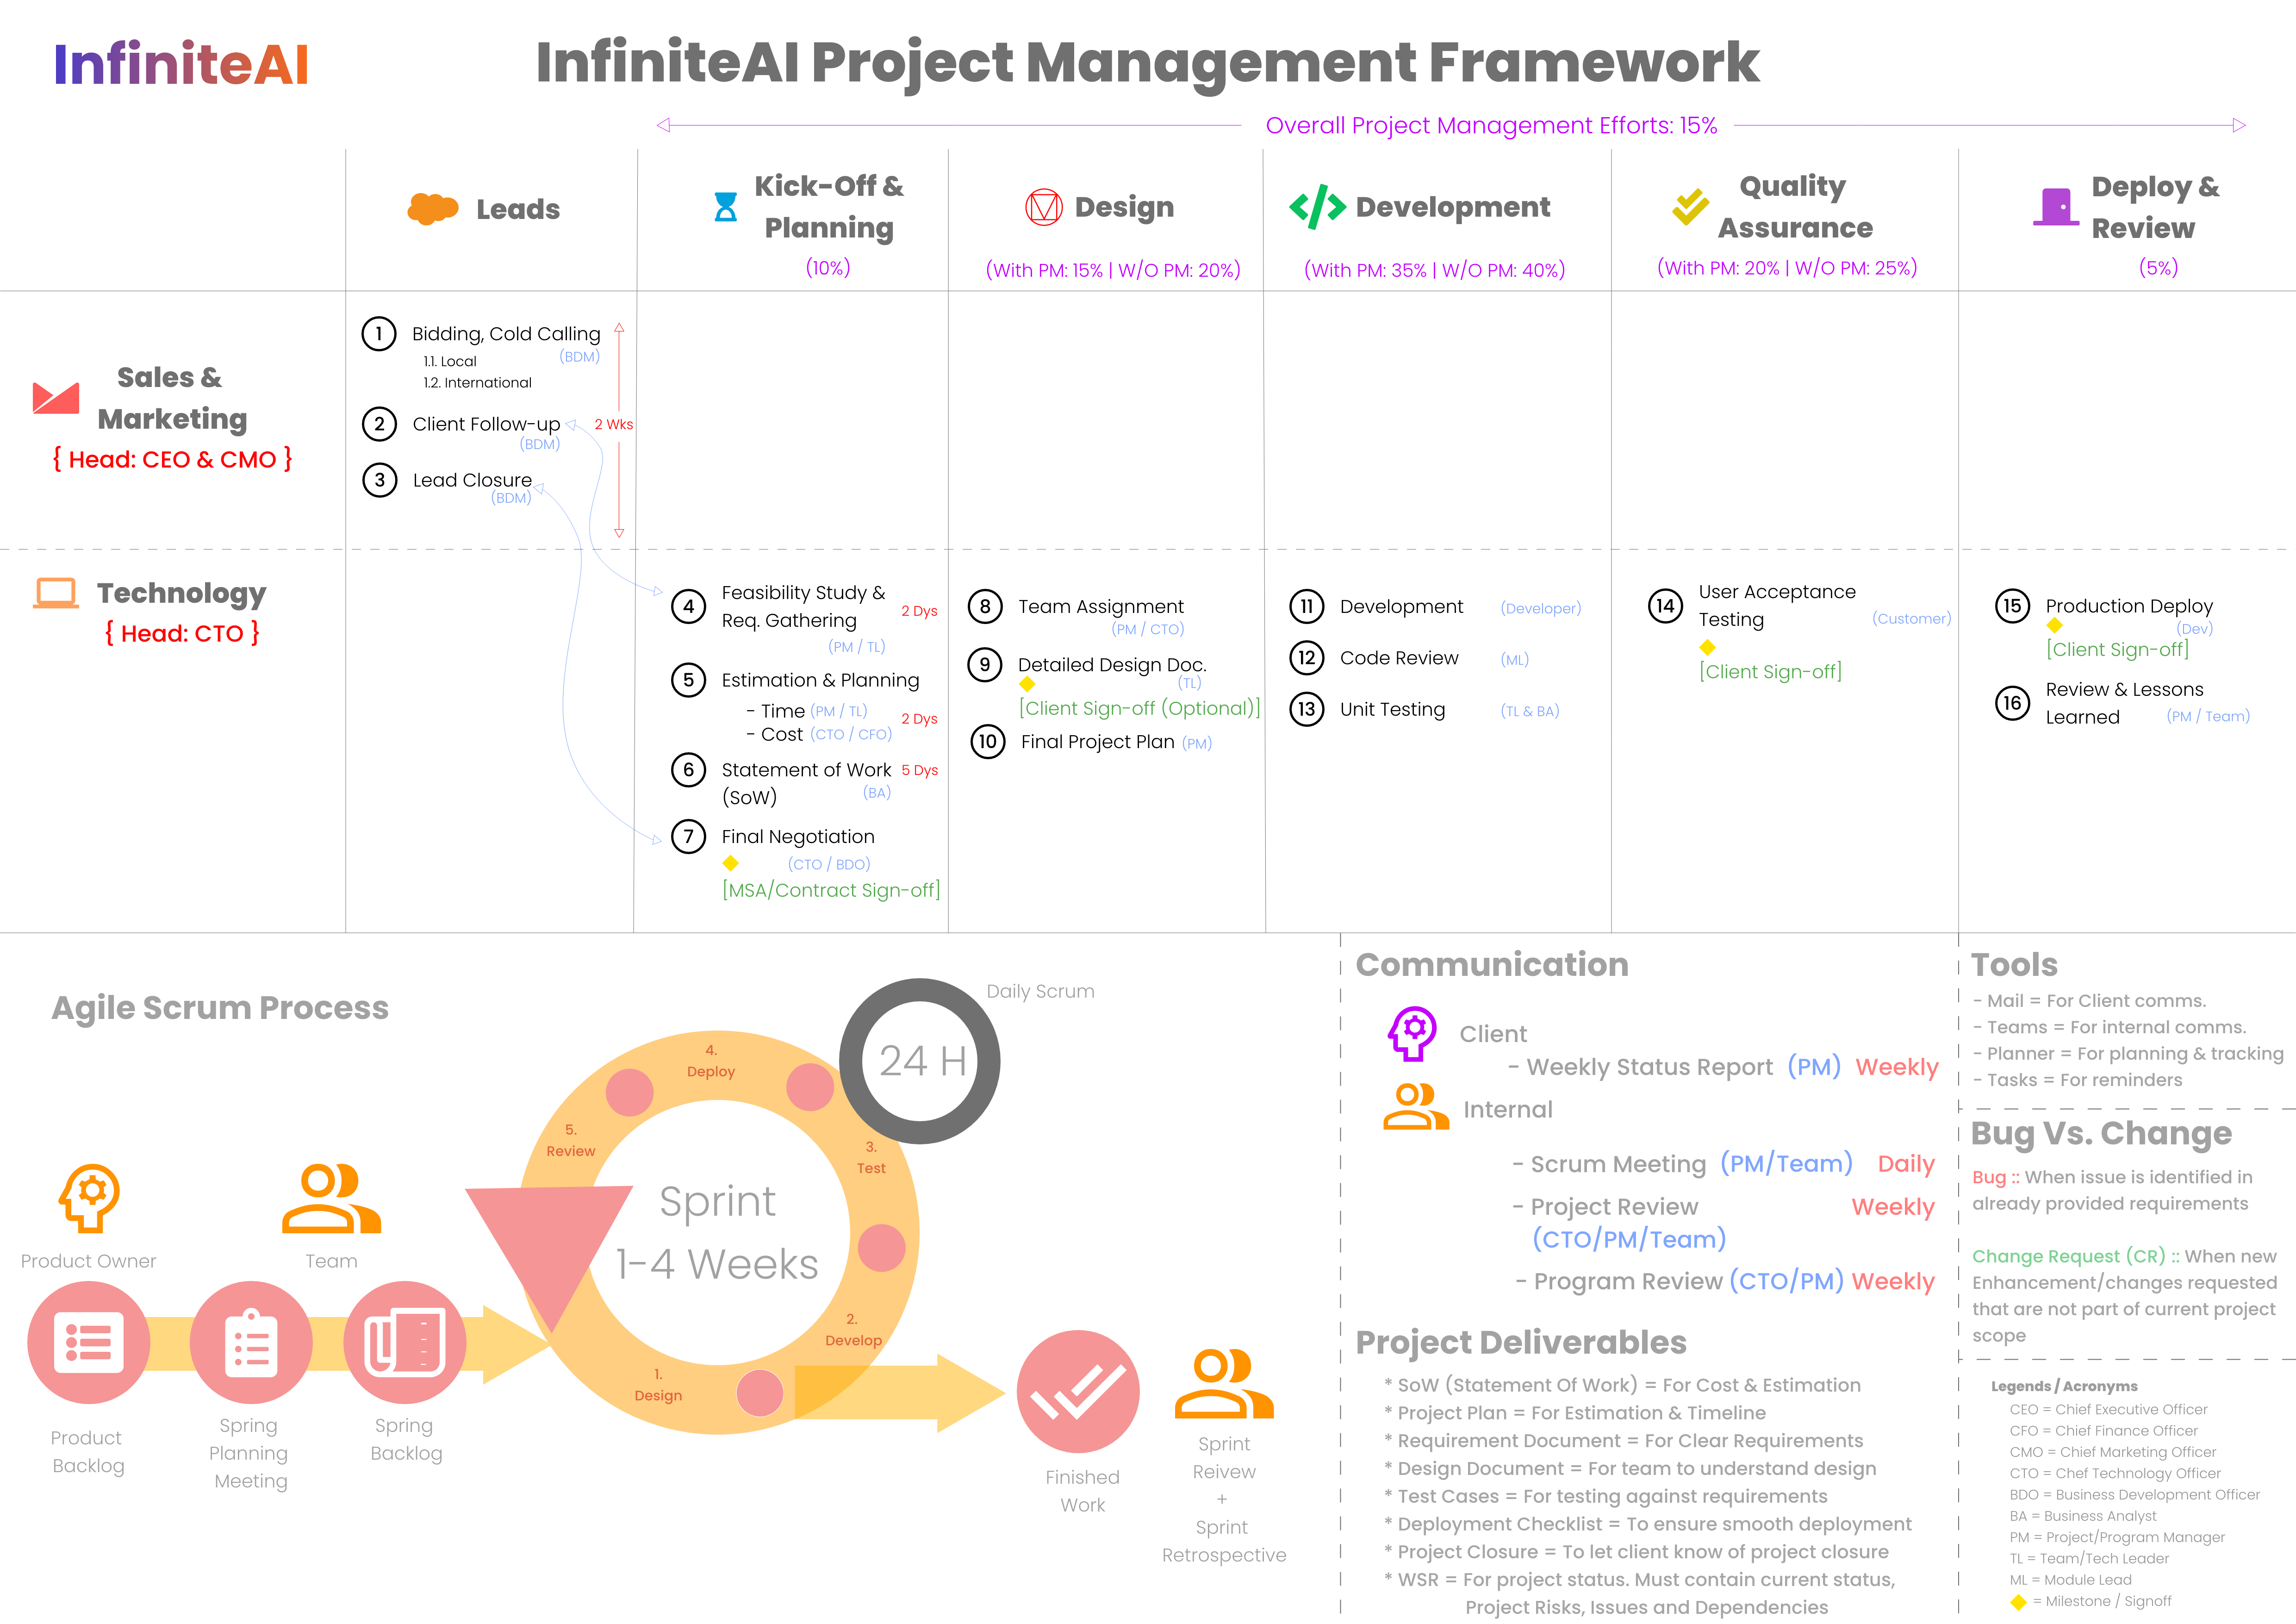 InfiniteAI
InfiniteAI Project Management Framework
Overall Project Management Efforts: 15%
Leads
Kick-Off &
Planning
(10%)
Design
(With PM: 15% | W/O PM: 20%)
Development
(With PM: 35% | W/O PM: 40%)
Quality
Assurance
(With PM: 20% | W/O PM: 25%)
Deploy &
Review
(5%)
Sales &
Marketing
{ Head: CEO & CMO }
1 Bidding, Cold Calling
(BDM)
1.1. Local
1.2. International
2 Client Follow-up
(BDM)
2 Wks
3 Lead Closure
(BDM)
Technology
{ Head: CTO }
4 Feasibility Study &
Req. Gathering
2 Dys
(PM / TL)
5 Estimation & Planning
- Time (PM / TL)
2 Dys
- Cost (CTO / CFO)
6 Statement of Work 5 Dys
(SoW) (BA)
7 Final Negotiation
(CTO / BDO)
[MSA/Contract Sign-off]
8 Team Assignment
(PM / CTO)
9 Detailed Design Doc.
(TL)
[Client Sign-off (Optional)]
10 Final Project Plan (PM)
11 Development (Developer)
12 Code Review (ML)
13 Unit Testing (TL & BA)
14 User Acceptance
Testing (Customer)
[Client Sign-off]
15 Production Deploy
(Dev)
[Client Sign-off]
16 Review & Lessons
Learned (PM / Team)
Agile Scrum Process
Product Owner
Team
Product
Backlog
Spring
Planning
Meeting
Spring
Backlog
Sprint
1-4 Weeks
1.
Design
2.
Develop
3.
Test
4.
Deploy
5.
Review
24 H
Daily Scrum
Finished
Work
Sprint
Reivew
+
Sprint
Retrospective
Communication
Client
- Weekly Status Report (PM) Weekly
Internal
- Scrum Meeting (PM/Team) Daily
- Project Review Weekly
(CTO/PM/Team)
- Program Review (CTO/PM) Weekly
Project Deliverables
* SoW (Statement Of Work) = For Cost & Estimation
* Project Plan = For Estimation & Timeline
* Requirement Document = For Clear Requirements
* Design Document = For team to understand design
* Test Cases = For testing against requirements
* Deployment Checklist = To ensure smooth deployment
* Project Closure = To let client know of project closure
* WSR = For project status. Must contain current status,
Project Risks, Issues and Dependencies
Tools
- Mail = For Client comms.
- Teams = For internal comms.
- Planner = For planning & tracking
- Tasks = For reminders
Bug Vs. Change
Bug :: When issue is identified in
already provided requirements
Change Request (CR) :: When new
Enhancement/changes requested
that are not part of current project
scope
Legends / Acronyms
CEO = Chief Executive Officer
CFO = Chief Finance Officer
CMO = Chief Marketing Officer
CTO = Chef Technology Officer
BDO = Business Development Officer
BA = Business Analyst
PM = Project/Program Manager
TL = Team/Tech Leader
ML = Module Lead
= Milestone / Signoff